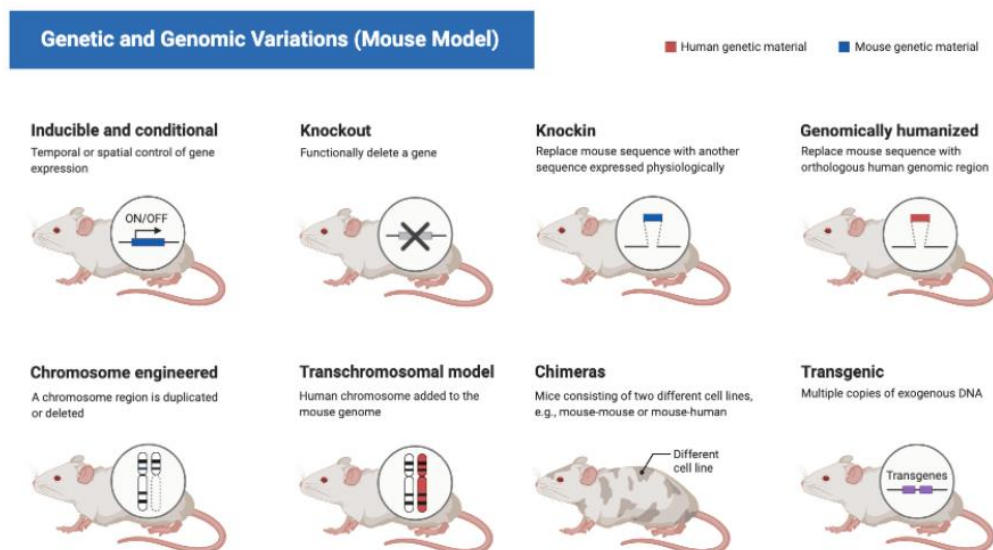 Genetic and Genomic Variations (Mouse Model)
Human genetic material
Mouse genetic material
Inducible and conditional
Temporal or spatial control of gene
expression
ON/OFF
Knockout
Functionally delete a gene
Knockin
Replace mouse sequence with another
sequence expressed physiologically
Genomically humanized
Replace mouse sequence with
orthologous human genomic region
Chromosome engineered
A chromosome region is duplicated
or deleted
Transchromosomal model
Human chromosome added to the
mouse genome
Chimeras
Mice consisting of two different cell lines,
e.g., mouse-mouse or mouse-human
Different
cell line
Transgenic
Multiple copies of exogenous DNA
Transgenes